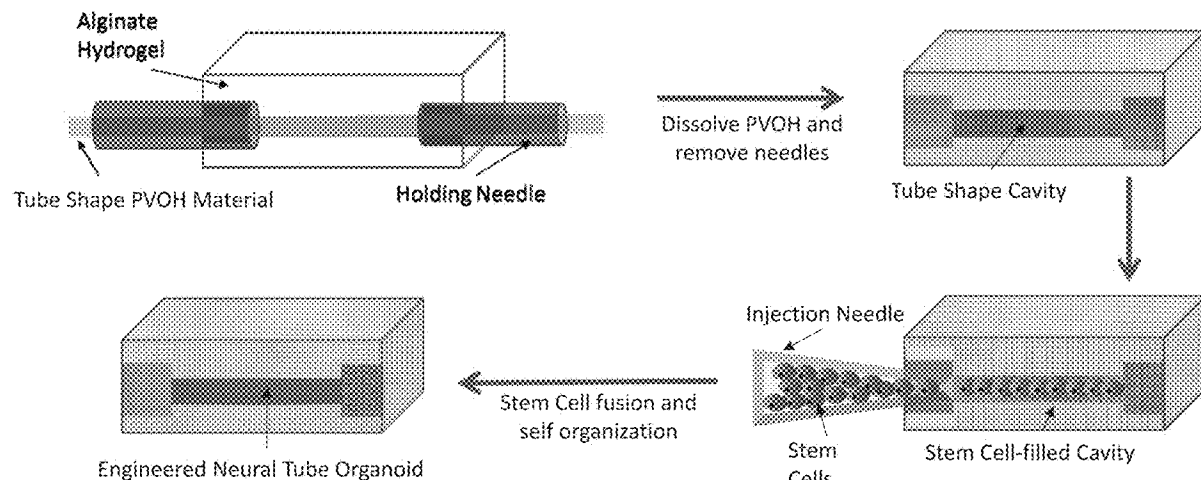 Alginate
Hydrogel
Tube Shape PVOH Material
Holding Needle
Dissolve PVOH and
remove needles
Tube Shape Cavity
Injection Needle
Stem
Cells
Stem Cell-filled Cavity
Stem Cell fusion and
self organization
Engineered Neural Tube Organoid